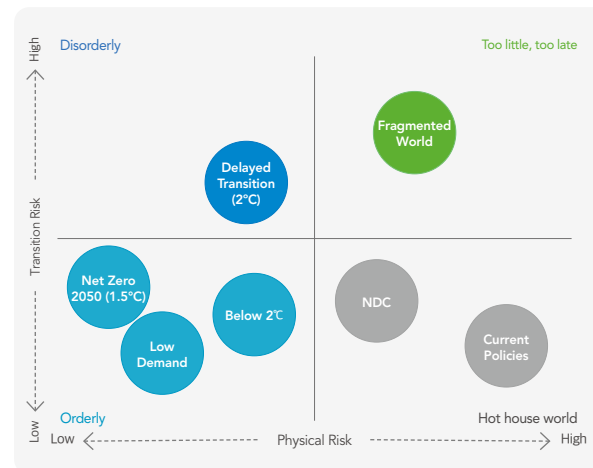 High
Disorderly
Too little, too late
Fragmented
World
Delayed
Transition
(2°C)
Transition Risk
Net Zero
2050 (1.5°C)
Low
Demand
Below 2℃
NDC
Current
Policies
Low
Orderly
Hot house world
Low
Physical Risk
High